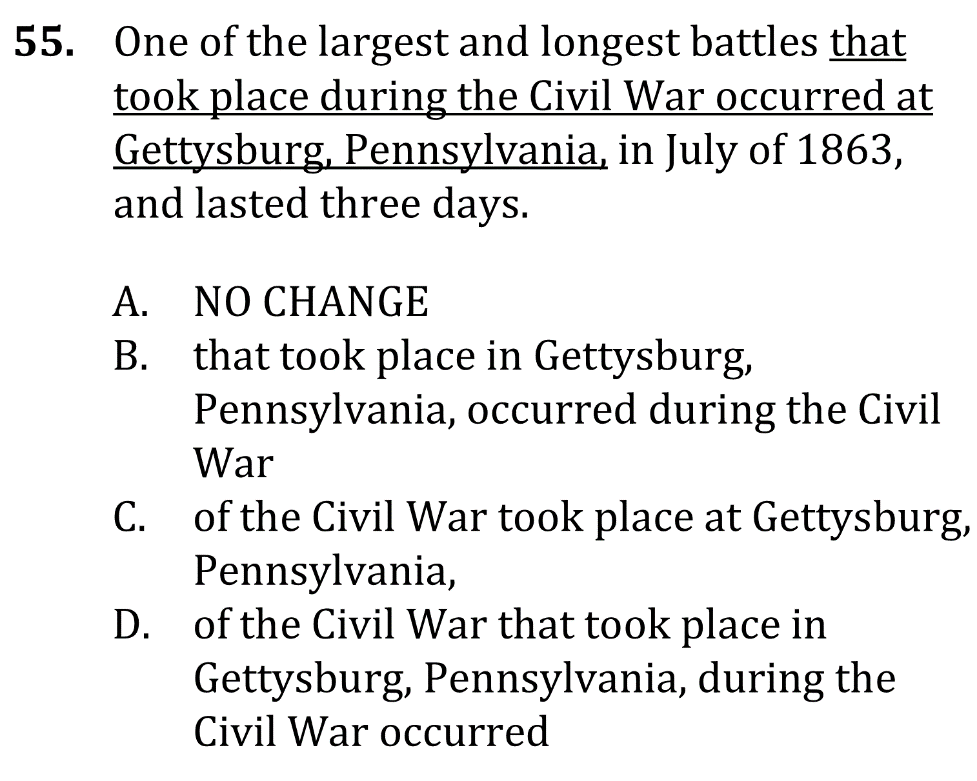 55. One of the largest and longest battles that
took place during the Civil War occurred at
Gettysburg, Pennsylvania, in July of 1863,
and lasted three days.
A. NO CHANGE
B. that took place in Gettysburg,
Pennsylvania, occurred during the Civil
War
C. of the Civil War took place at Gettysburg,
Pennsylvania,
D. of the Civil War that took place in
Gettysburg, Pennsylvania, during the
Civil War occurred